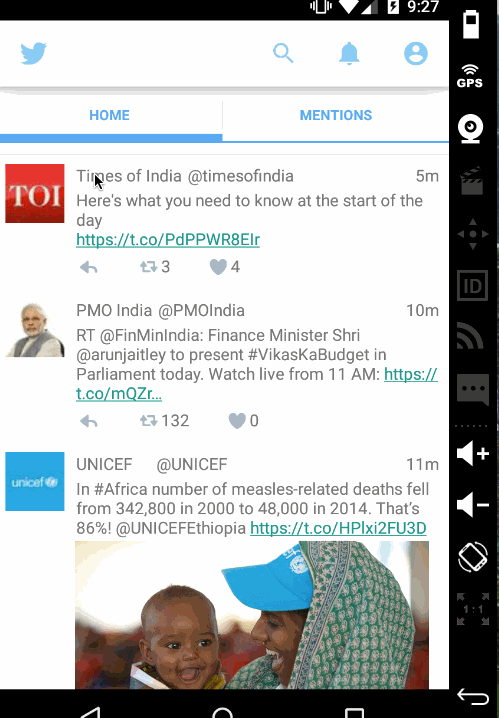 9:27
GPS
HOME MENTIONS
TOI
Times of India @timesofindia 5m
Here's what you need to know at the start of the
day
https://t.co/PdPPWR8EIr
3 4
PMO India @PMOIndia 10m
RT @FinMinIndia: Finance Minister Shri
@arunjaitley to present #VikasKaBudget in
Parliament today. Watch live from 11 AM: https://
t.co/mQZr…
132 0
ID
unicef
UNICEF @UNICEF 11m
In #Africa number of measles-related deaths fell
from 342,800 in 2000 to 48,000 in 2014. That's
86%! @UNICEFEthiopia https://t.co/HPlxi2FU3D
1:1